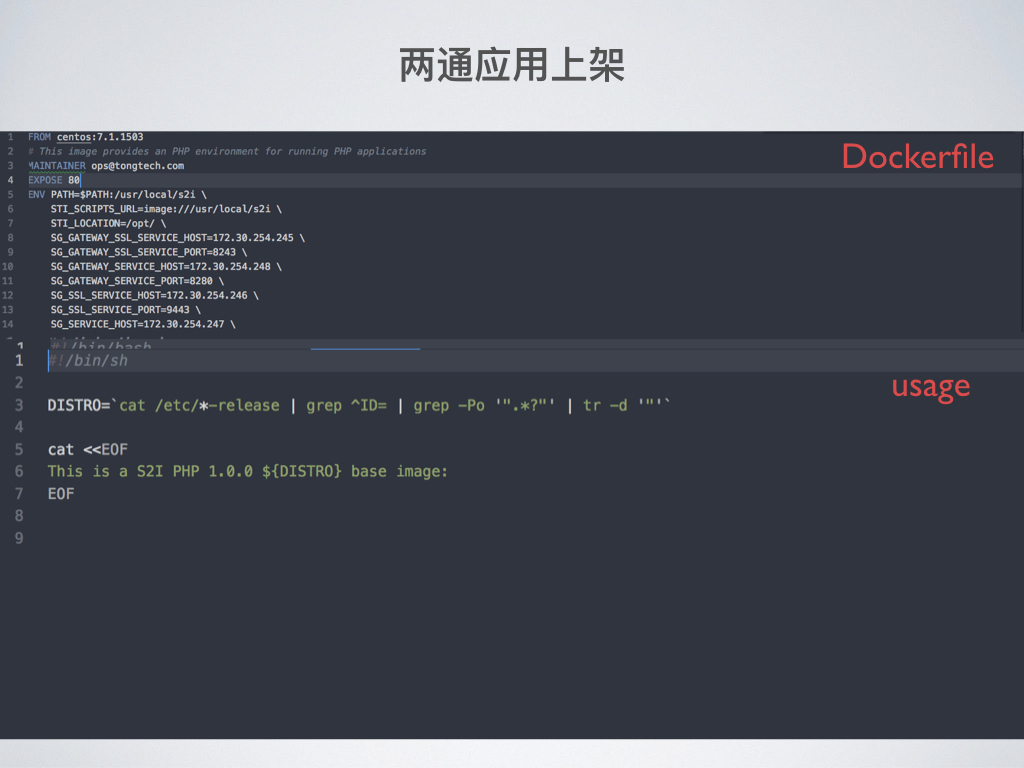 两通应用上架
Dockerfile
1 FROM centos:7.1.1503
2 # This image provides an PHP environment for running PHP applications
3 MAINTAINER ops@tongtech.com
4 EXPOSE 80
5 ENV PATH=$PATH:/usr/local/s2i \
6 STI_SCRIPTS_URL=image:///usr/local/s2i \
7 STI_LOCATION=/opt/ \
8 SG_GATEWAY_SSL_SERVICE_HOST=172.30.254.245 \
9 SG_GATEWAY_SSL_SERVICE_PORT=8243 \
10 SG_GATEWAY_SERVICE_HOST=172.30.254.248 \
11 SG_GATEWAY_SERVICE_PORT=8280 \
12 SG_SSL_SERVICE_HOST=172.30.254.246 \
13 SG_SSL_SERVICE_PORT=9443 \
14 SG_SERVICE_HOST=172.30.254.247 \
1 #!/bin/bash
1 #!/bin/sh
usage
2
3 DISTRO=`cat /etc/*-release | grep ^ID= | grep -Po '".*?"' | tr -d '"'`
4
5 cat <<EOF
6 This is a S2I PHP 1.0.0 ${DISTRO} base image:
7 EOF
8
9